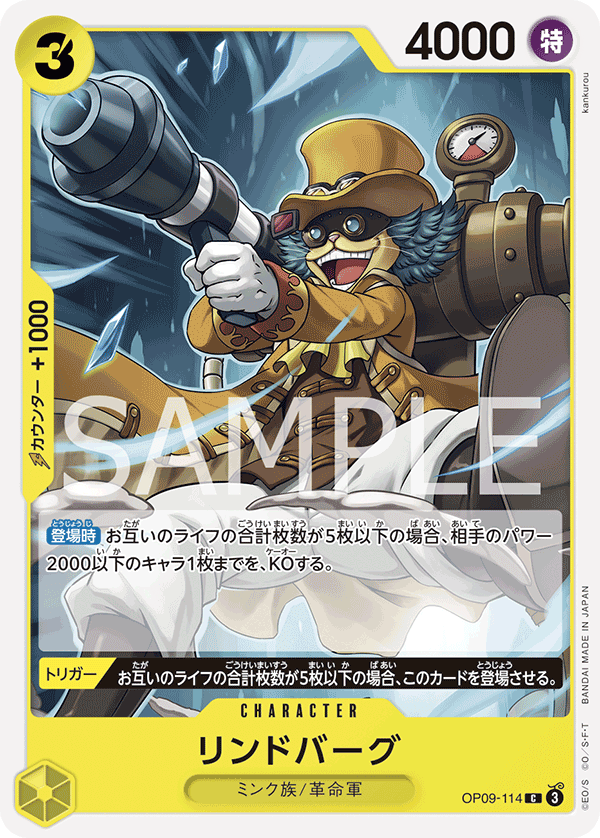 3
4000 特
kankurou
カウンター +1000
SAMPLE
登場時 お互いのライフの合計枚数が5枚以下の場合、相手のパワー
2000以下のキャラ1枚までを、KOする。
トリガー お互いのライフの合計枚数が5枚以下の場合、このカードを登場させる。
CHARACTER
リンドバーグ
ミンク族/革命軍
OP09-114 C 3
©E.O/S ©O/S・F・T BANDAI MADE IN JAPAN